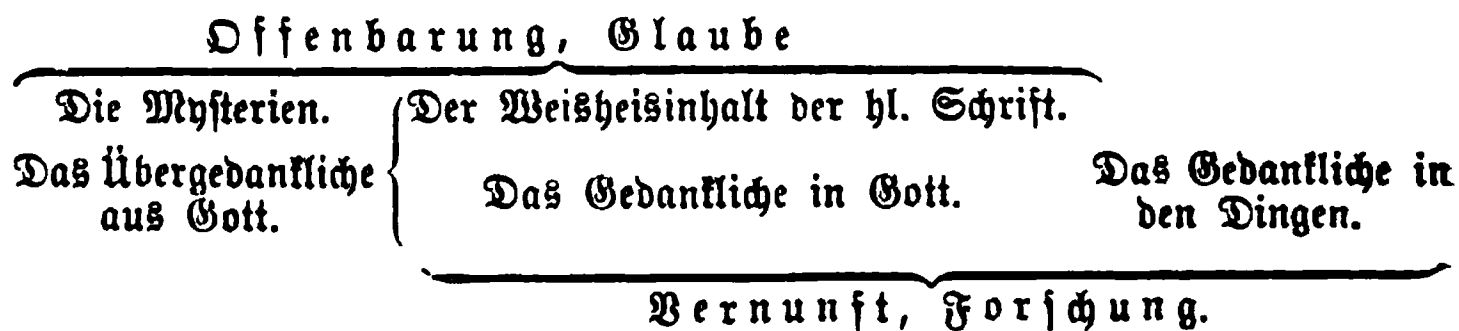 Offenbarung, Glaube
Die Mysterien.
Der Weisheisinhalt der hl. Schrift.
Das Übergedankliche
aus Gott.
Das Gedankliche in Gott.
Das Gedankliche in
den Dingen.
Vernunft, Forschung.